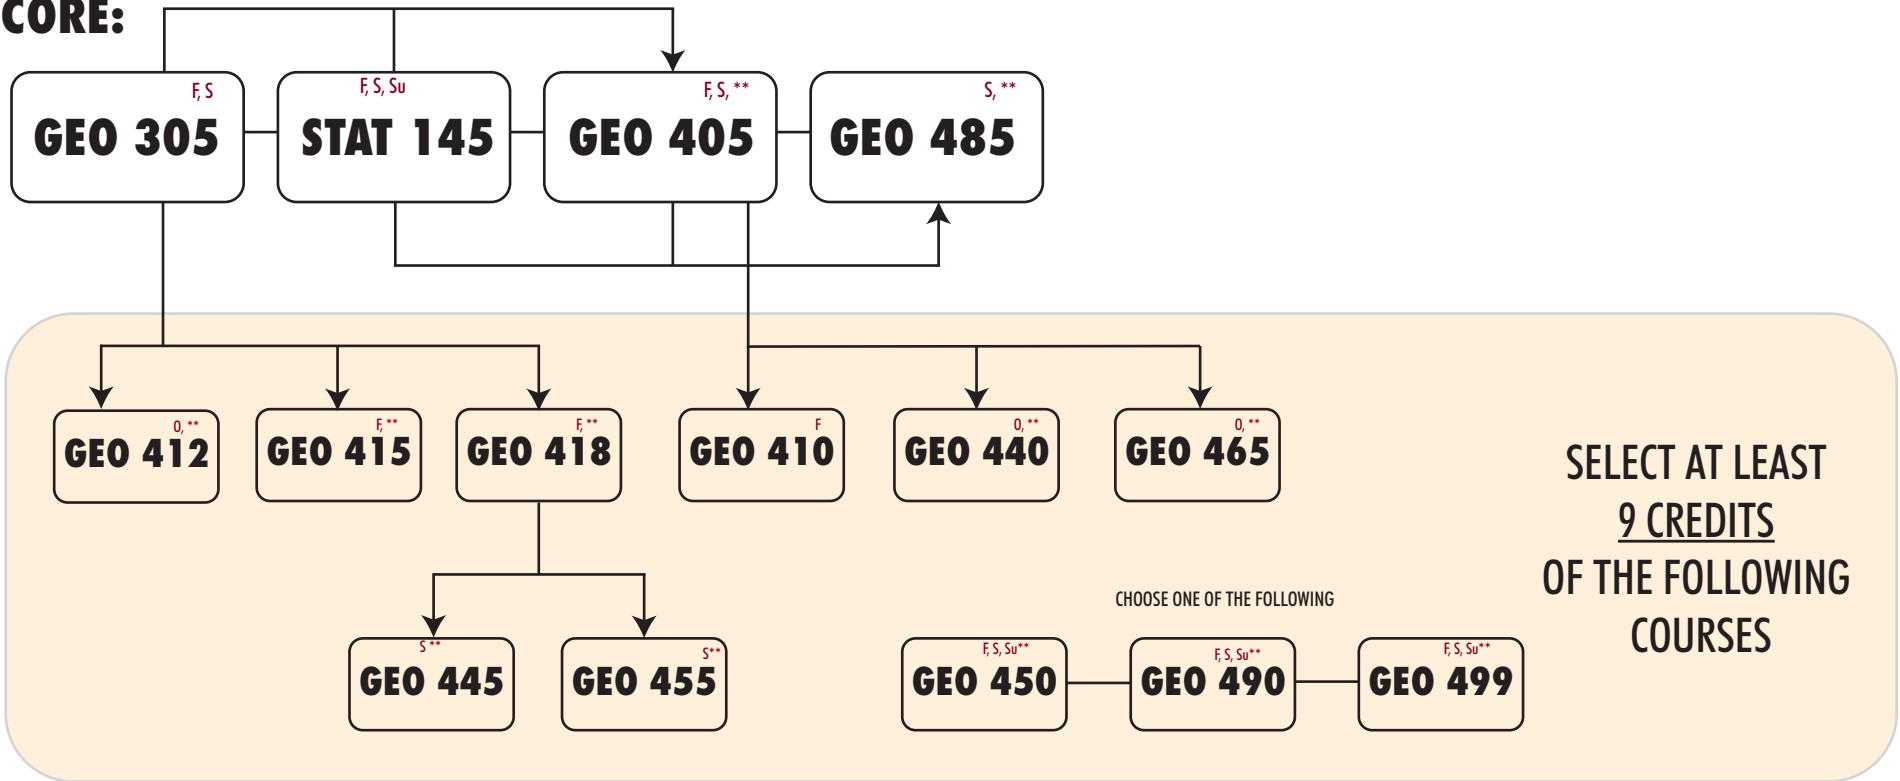 CORE:
F, S
GEO 305
F, S, Su
STAT 145
F, S, **
GEO 405
S, **
GEO 485
O, **
GEO 412
F, **
GEO 415
F, **
GEO 418
F
GEO 410
O, **
GEO 440
O, **
GEO 465
S **
GEO 445
S**
GEO 455
CHOOSE ONE OF THE FOLLOWING
F, S, Su**
GEO 450
F, S, Su**
GEO 490
F, S, Su**
GEO 499
SELECT AT LEAST
9 CREDITS
OF THE FOLLOWING
COURSES